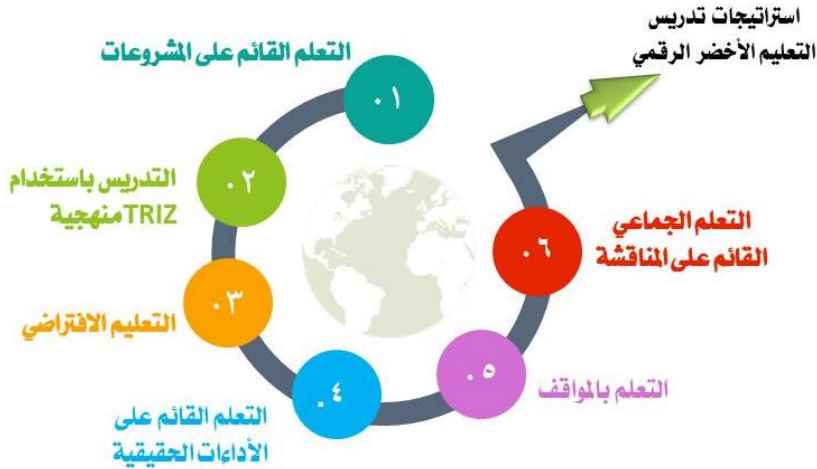 استراتيجات تدريس
التعليم الأخضر الرقمي
٠١
التعلم القائم على المشروعات
٠٢
التدريس باستخدام
منهجية TRIZ
٠٣
التعليم الافتراضي
٠٤
التعلم القائم على
الأداءات الحقيقية
٠٥
التعلم بالمواقف
٠٦
التعلم الجماعي
القائم على المناقشة